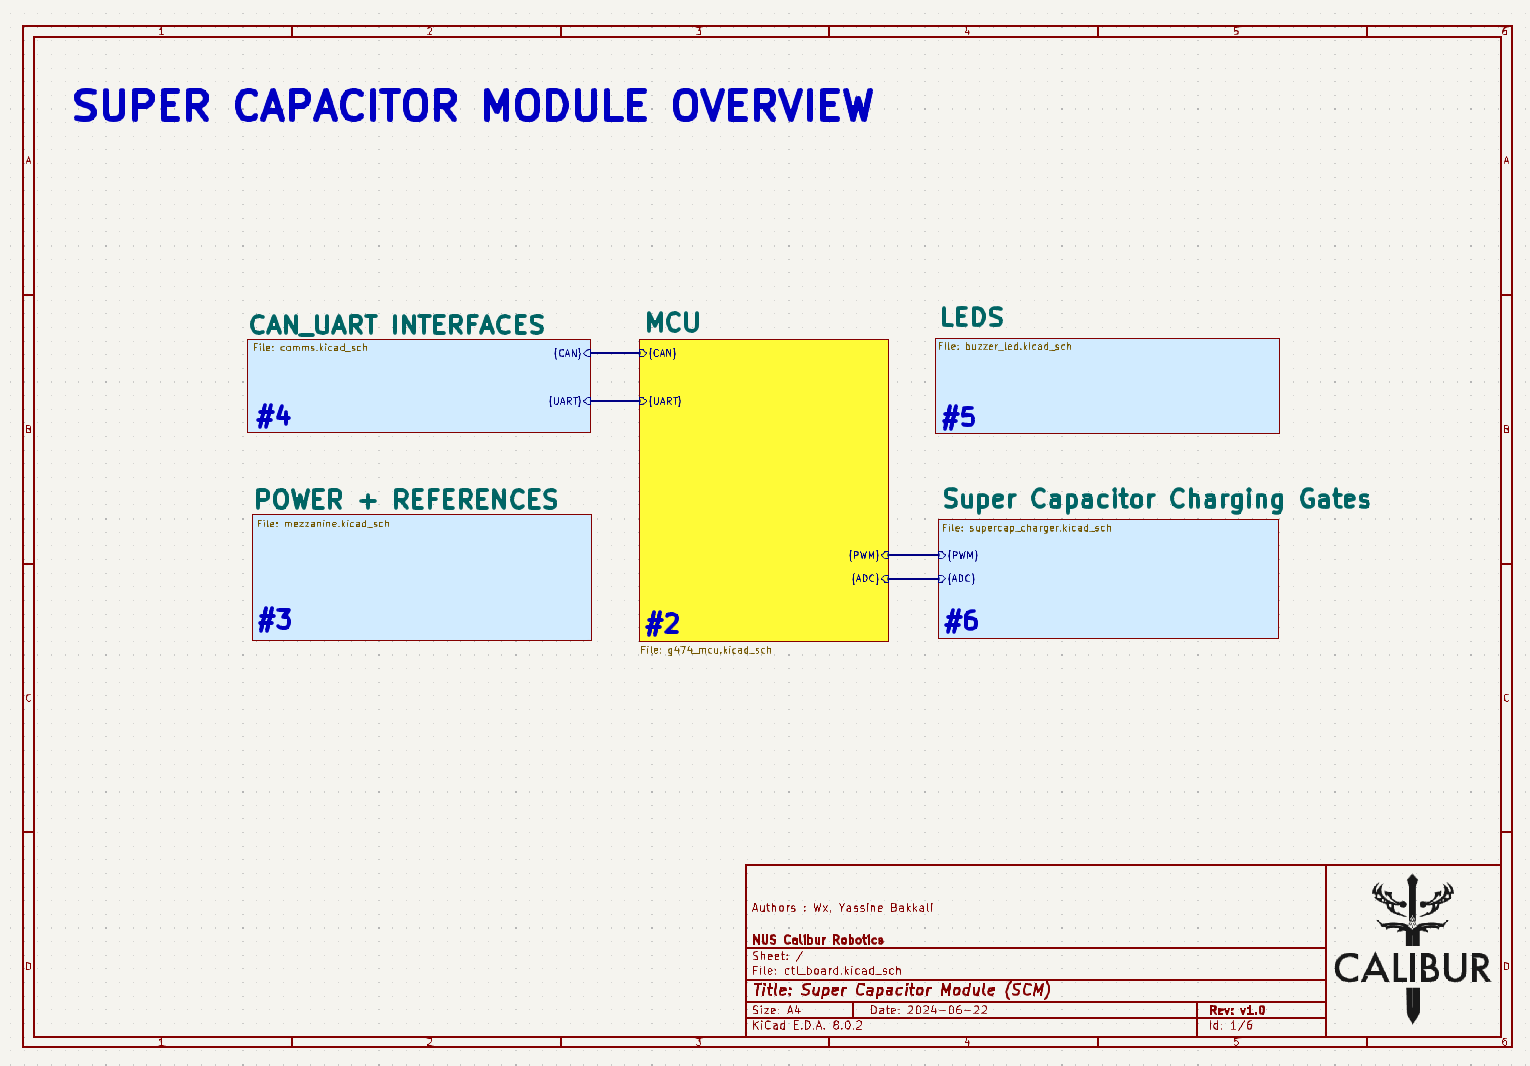 1 2 3 4 5 6
SUPER CAPACITOR MODULE OVERVIEW
A A
CAN_UART INTERFACES
File: comms.kicad_sch
{CAN}
{UART}
#4
MCU
{CAN}
{UART}
{PWM}
{ADC}
#2
File: g474_mcu.kicad_sch
LEDS
File: buzzer_led.kicad_sch
#5
B B
POWER + REFERENCES
File: mezzanine.kicad_sch
#3
Super Capacitor Charging Gates
File: supercap_charger.kicad_sch
{PWM}
{ADC}
#6
C C
Authors : Wx, Yassine Bakkali
NUS Calibur Robotics
Sheet: /
File: ctl_board.kicad_sch
Title: Super Capacitor Module (SCM)
Size: A4 Date: 2024-06-22 Rev: v1.0
KiCad E.D.A. 8.0.2 Id: 1/6
CALIBUR
D D
1 2 3 4 5 6